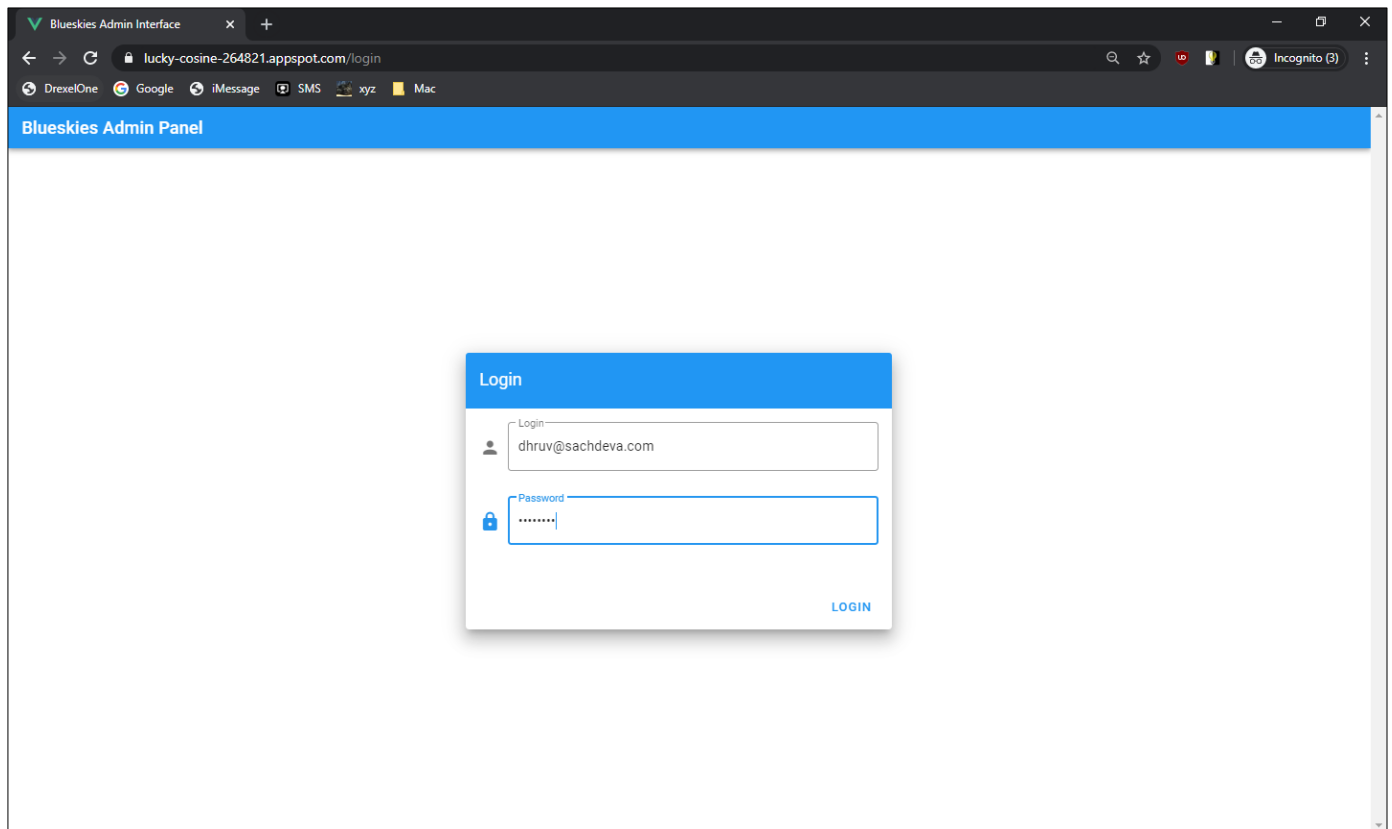 Blueskies Admin Interface
lucky-cosine-264821.appspot.com/login
Incognito (3)
DrexelOne Google iMessage SMS xyz Mac
Blueskies Admin Panel
Login
Login
dhruv@sachdeva.com
Password
••••••••
LOGIN